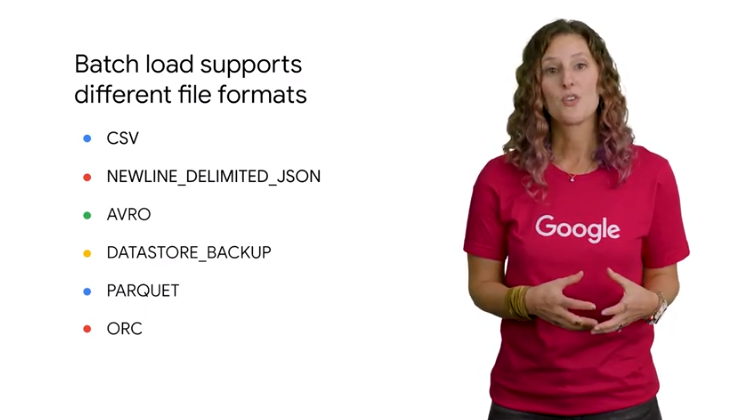 Batch load supports
different file formats
CSV
NEWLINE_DELIMITED_JSON
AVRO
DATASTORE_BACKUP
PARQUET
ORC
Google